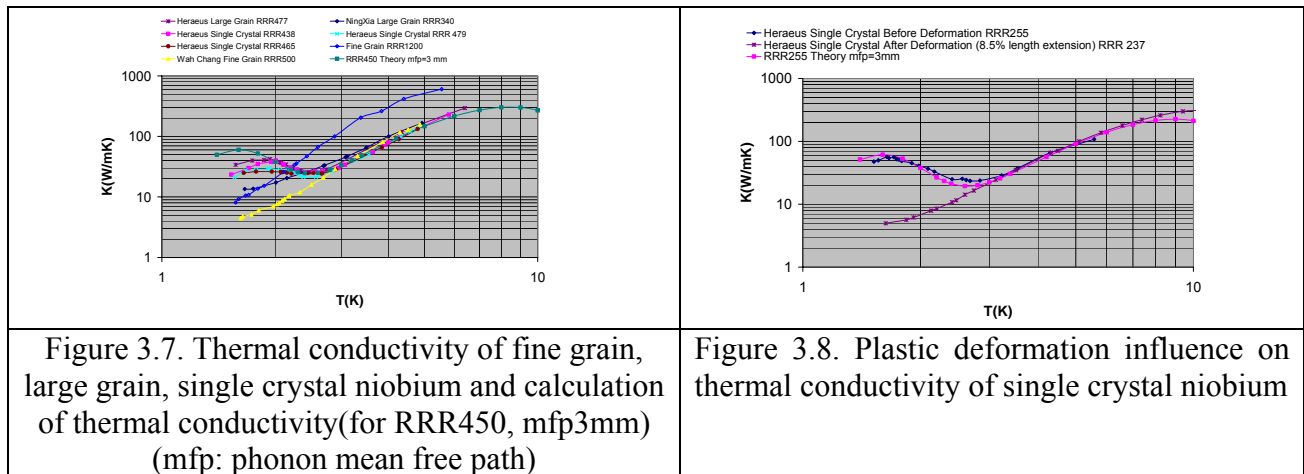 Heraeus Large Grain RRR477
NingXia Large Grain RRR340
Heraeus Single Crystal RRR438
Heraeus Single Crystal RRR 479
Heraeus Single Crystal RRR465
Fine Grain RRR1200
Wah Chang Fine Grain RRR500
RRR450 Theory mfp=3 mm
1000
100
10
1
K(W/mK)
1
10
T(K)
Figure 3.7. Thermal conductivity of fine grain,
large grain, single crystal niobium and calculation
of thermal conductivity(for RRR450, mfp3mm)
(mfp: phonon mean free path)
Heraeus Single Crystal Before Deformation RRR255
Heraeus Single Crystal After Deformation (8.5% length extension) RRR 237
RRR255 Theory mfp=3mm
1000
100
10
1
K(W/mK)
1
10
T(K)
Figure 3.8. Plastic deformation influence on
thermal conductivity of single crystal niobium